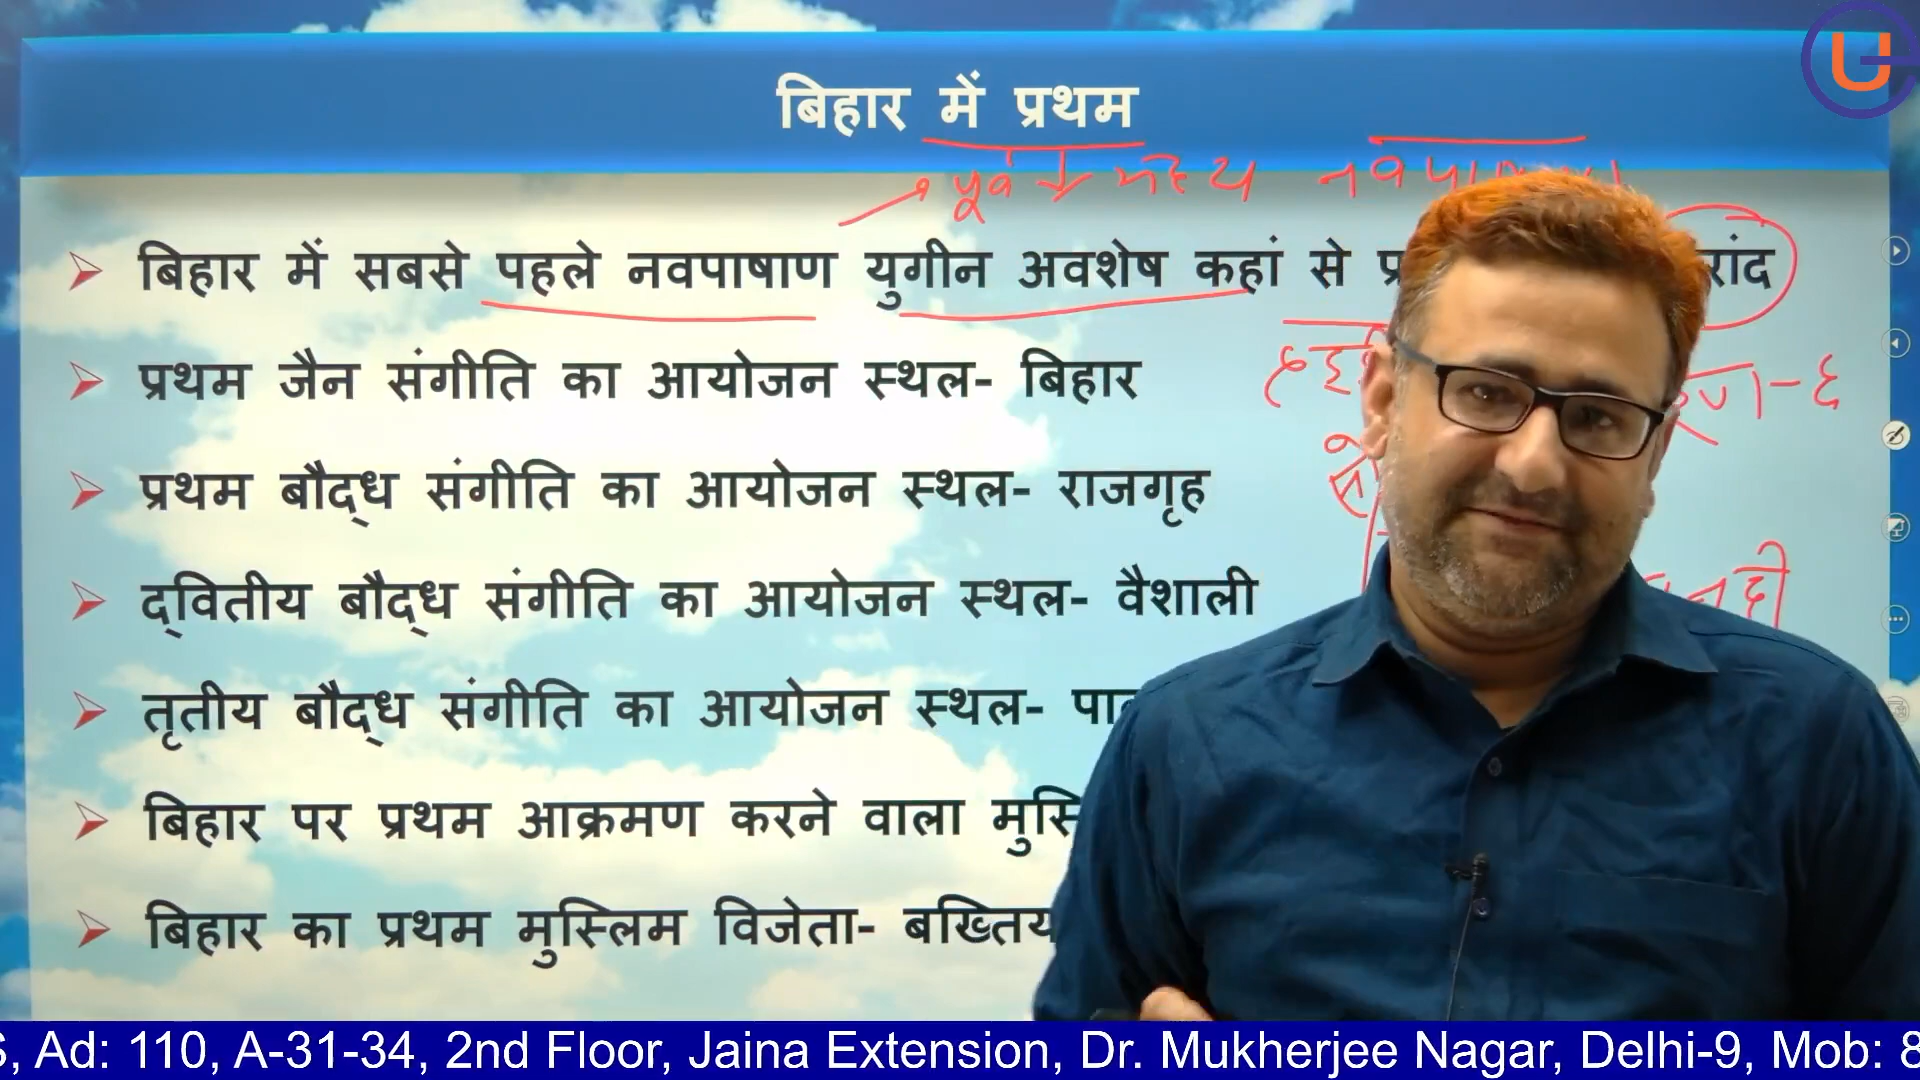 बिहार में प्रथम
पूर्व मध्य
बिहार में सबसे पहले नवपाषाण युगीन अवशेष कहां से
प्रथम जैन संगीति का आयोजन स्थल- बिहार
प्रथम बौद्ध संगीति का आयोजन स्थल- राजगृह
द्वितीय बौद्ध संगीति का आयोजन स्थल- वैशाली
तृतीय बौद्ध संगीति का आयोजन स्थल-
बिहार पर प्रथम आक्रमण करने वाला
बिहार का प्रथम मुस्लिम विजेता-
Ad: 110, A-31-34, 2nd Floor, Jaina Extension, Dr. Mukherjee Nagar, Delhi-9, Mob: 8